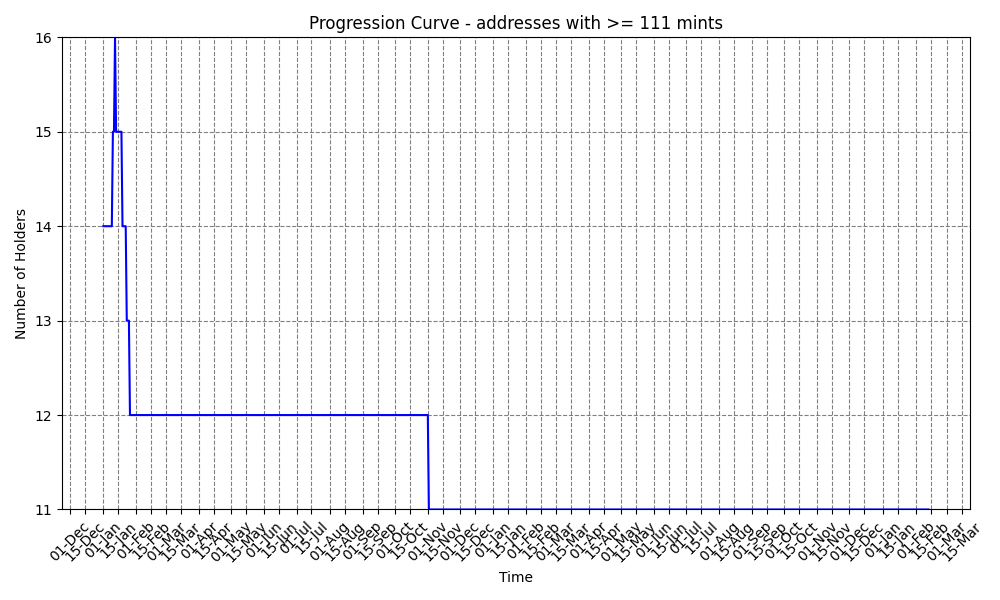 Progression Curve - addresses with >= 111 mints
16
15
14
13
12
11
Number of Holders
01-Dec
15-Dec
01-Jan
15-Jan
01-Feb
15-Feb
01-Mar
15-Mar
01-Apr
15-Apr
01-May
15-May
01-Jun
15-Jun
01-Jul
15-Jul
01-Aug
15-Aug
01-Sep
15-Sep
01-Oct
15-Oct
01-Nov
15-Nov
01-Dec
15-Dec
01-Jan
15-Jan
01-Feb
15-Feb
01-Mar
15-Mar
01-Apr
15-Apr
01-May
15-May
01-Jun
15-Jun
01-Jul
15-Jul
01-Aug
15-Aug
01-Sep
15-Sep
01-Oct
15-Oct
01-Nov
15-Nov
01-Dec
15-Dec
01-Jan
15-Jan
01-Feb
15-Feb
01-Mar
15-Mar
Time